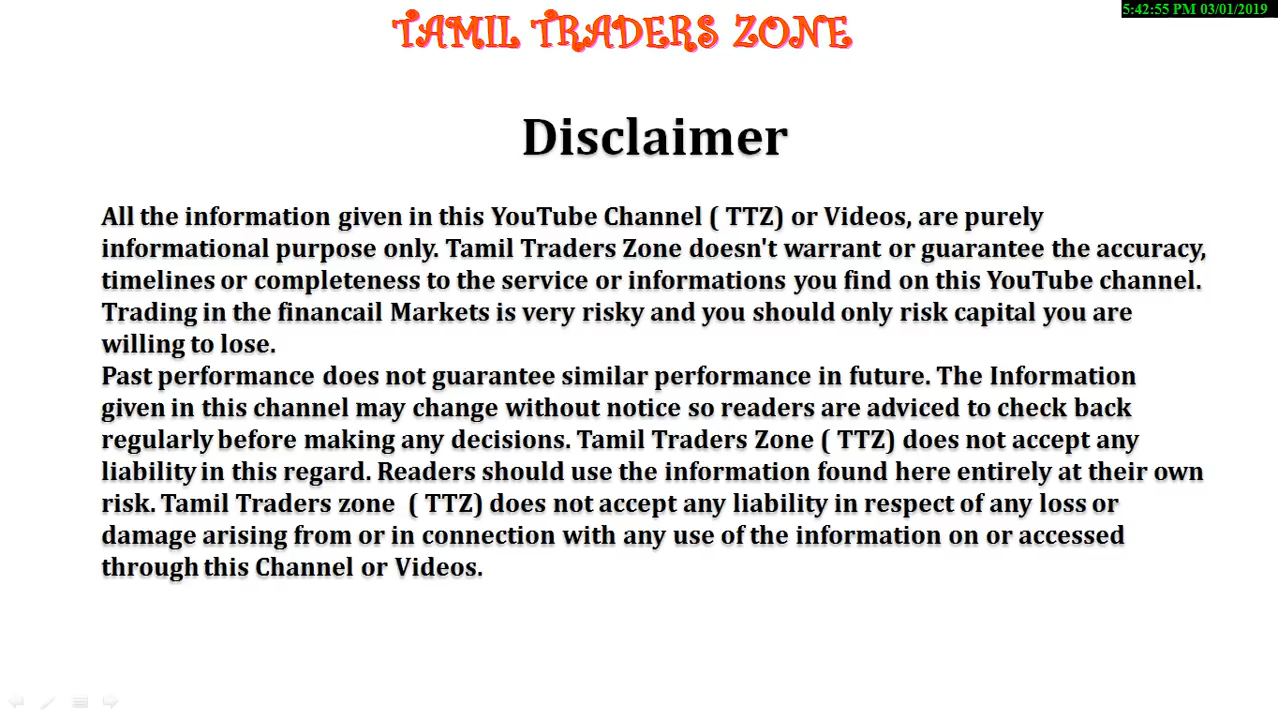 5:42:55 PM 03/01/2019
TAMIL TRADERS ZONE
Disclaimer
All the information given in this YouTube Channel ( TTZ) or Videos, are purely
informational purpose only. Tamil Traders Zone doesn't warrant or guarantee the accuracy,
timelines or completeness to the service or informations you find on this YouTube channel.
Trading in the financail Markets is very risky and you should only risk capital you are
willing to lose.
Past performance does not guarantee similar performance in future. The Information
given in this channel may change without notice so readers are adviced to check back
regularly before making any decisions. Tamil Traders Zone ( TTZ) does not accept any
liability in this regard. Readers should use the information found here entirely at their own
risk. Tamil Traders zone  ( TTZ) does not accept any liability in respect of any loss or
damage arising from or in connection with any use of the information on or accessed
through this Channel or Videos.